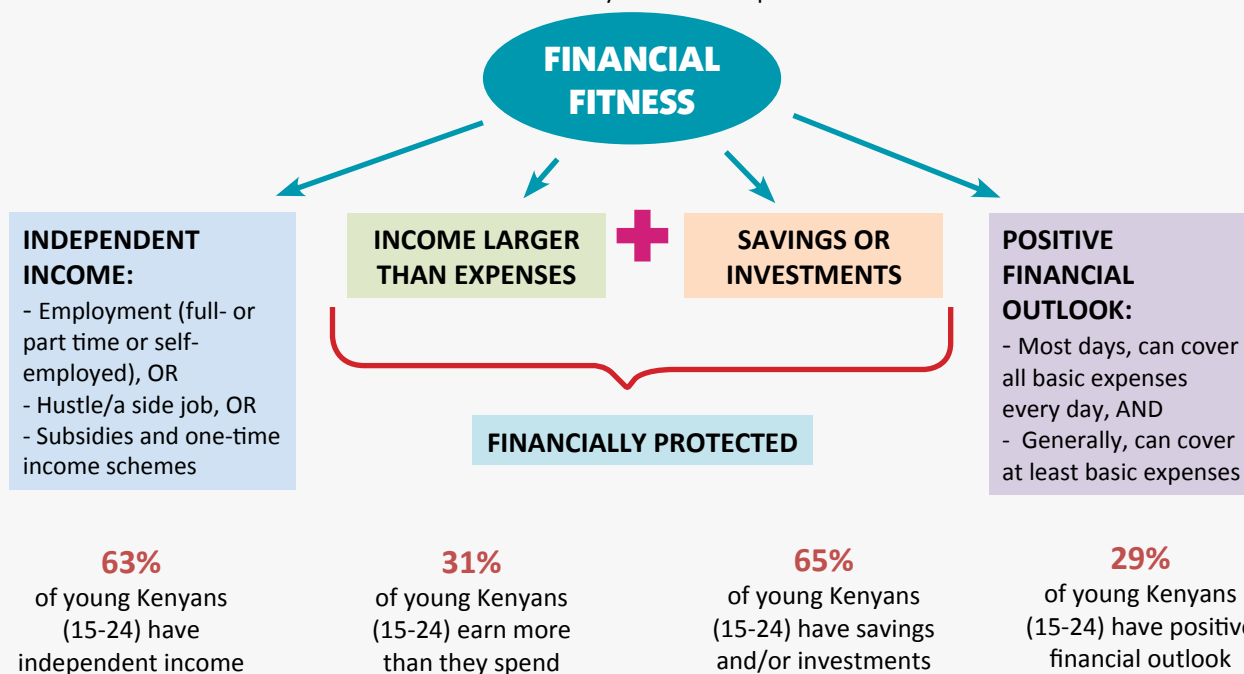 FINANCIAL
FITNESS
INDEPENDENT
INCOME:
- Employment (full- or
part time or self-
employed), OR
- Hustle/a side job, OR
- Subsidies and one-time
income schemes
INCOME LARGER
THAN EXPENSES
SAVINGS OR
INVESTMENTS
FINANCIALLY PROTECTED
POSITIVE
FINANCIAL
OUTLOOK:
- Most days, can cover
all basic expenses
every day, AND
- Generally, can cover
at least basic expenses
63%
of young Kenyans
(15-24) have
independent income
31%
of young Kenyans
(15-24) earn more
than they spend
65%
of young Kenyans
(15-24) have savings
and/or investments
29%
of young Kenyans
(15-24) have positive
financial outlook